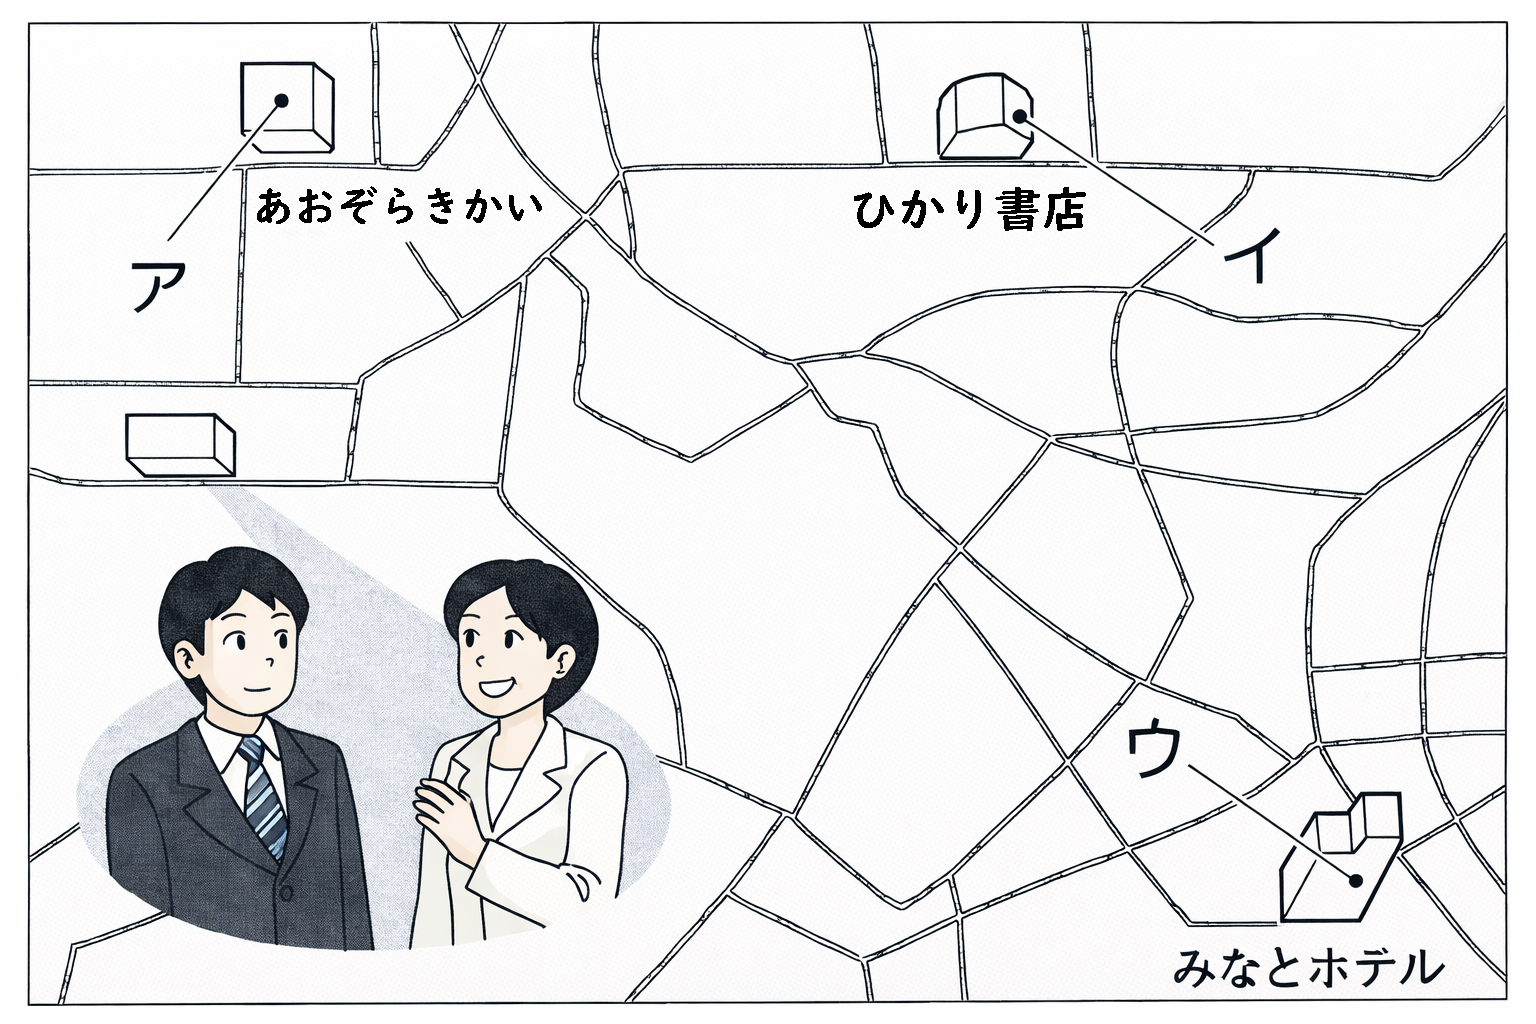 あおぞらきかい
ひかり書店
ア
イ
ウ
みなとホテル